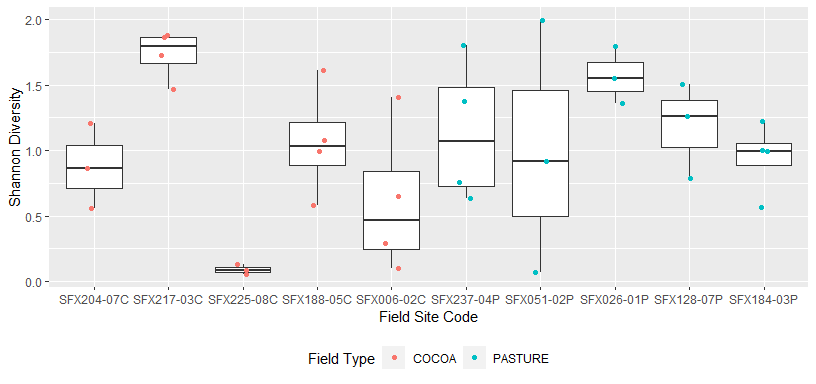 2.0
1.5
1.0
0.5
0.0
Shannon Diversity
SFX204-07C SFX217-03C SFX225-08C SFX188-05C SFX006-02C SFX237-04P SFX051-02P SFX026-01P SFX128-07P SFX184-03P
Field Site Code
Field Type COCOA PASTURE